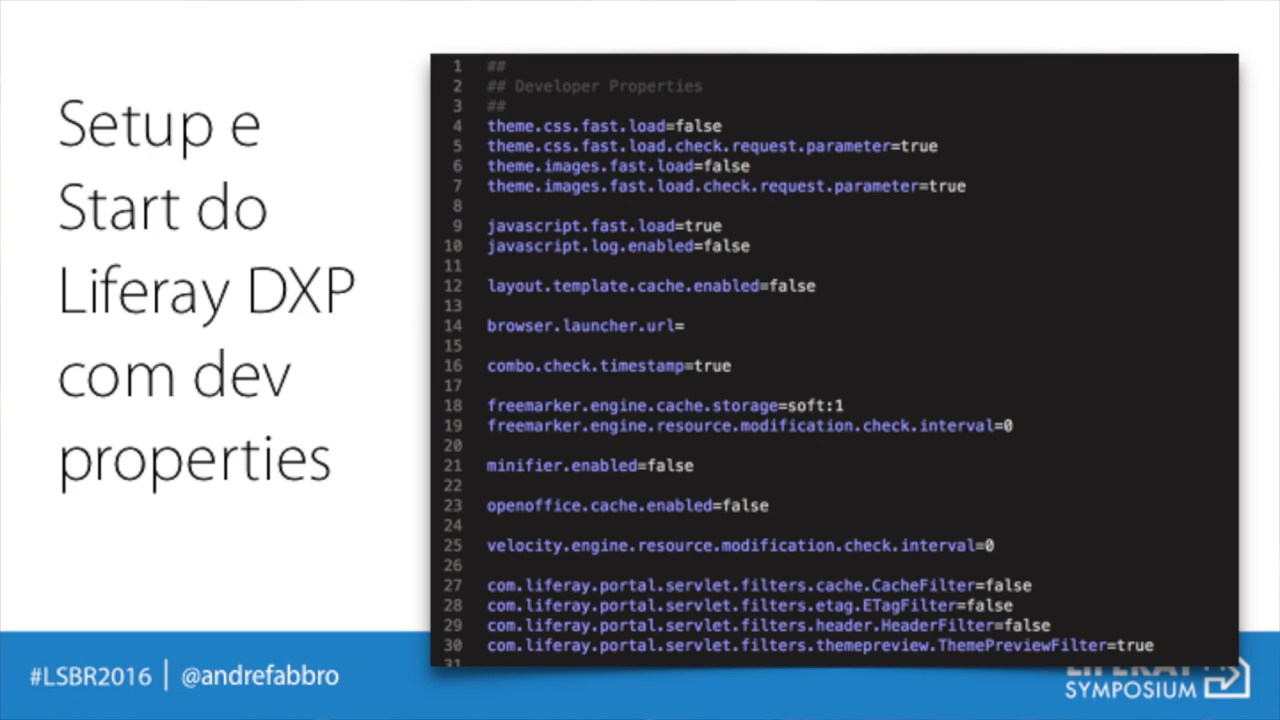 Setup e
Start do
Liferay DXP
com dev
properties
1 ##
2 ## Developer Properties
3 ##
4 theme.css.fast.load=false
5 theme.css.fast.load.check.request.parameter=true
6 theme.images.fast.load=false
7 theme.images.fast.load.check.request.parameter=true
8
9 javascript.fast.load=true
10 javascript.log.enabled=false
11
12 layout.template.cache.enabled=false
13
14 browser.launcher.url=
15
16 combo.check.timestamp=true
17
18 freemarker.engine.cache.storage=soft:1
19 freemarker.engine.resource.modification.check.interval=0
20
21 minifier.enabled=false
22
23 openoffice.cache.enabled=false
24
25 velocity.engine.resource.modification.check.interval=0
26
27 com.liferay.portal.servlet.filters.cache.CacheFilter=false
28 com.liferay.portal.servlet.filters.etag.ETagFilter=false
29 com.liferay.portal.servlet.filters.header.HeaderFilter=false
30 com.liferay.portal.servlet.filters.themepreview.ThemePreviewFilter=true
31
#LSBR2016 | @andrefabbro
LIFERAY
SYMPOSIUM